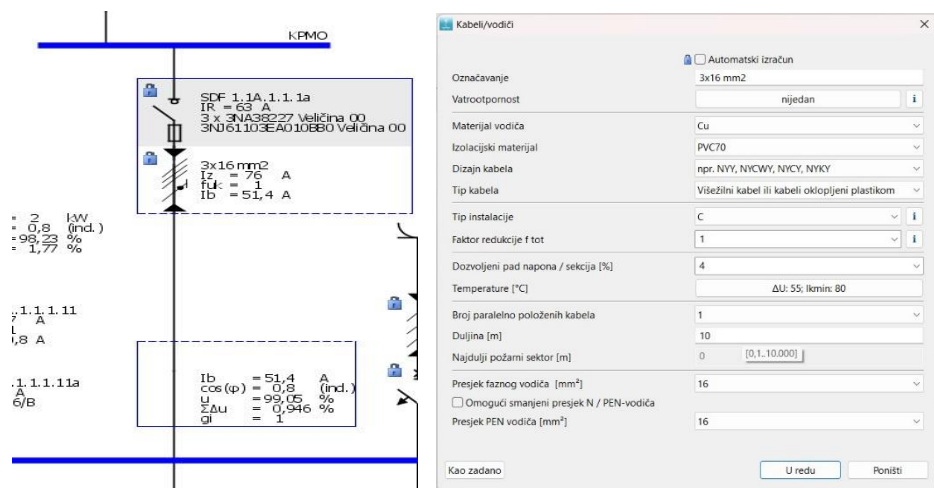 KPMO
SDF 1.1A.1.1.1a
IR = 63 A
3 x 3NA38227 Veličina 00
3NJ61103EA010BB0 Veličina 00
3x16 mm2
Iz = 76 A
fuk = 1
Ib = 51,4 A
= 2 kW
= 0,8 (ind.)
= 98,23 %
= 1,77 %
.1.1.1.11
7 A
1
,8 A
.1.1.1.11a
A
6/B
Ib = 51,4 A
cos(φ) = 0,8 (ind.)
u = 99,05 %
ΣΔu = 0,946 %
gi = 1
Kabeli/vodiči
Automatski izračun
Označavanje 3x16 mm2
Vatrootpornost nijedan i
Materijal vodiča Cu
Izolacijski materijal PVC70
Dizajn kabela npr. NYY, NYCWY, NYCY, NYKY
Tip kabela Višežilni kabel ili kabeli oklopljeni plastikom
Tip instalacije C i
Faktor redukcije f tot 1 i
Dozvoljeni pad napona / sekcija [%] 4
Temperature [°C] ΔU: 55; Ikmin: 80
Broj paralelno položenih kabela 1
Duljina [m] 10
Najdulji požarni sektor [m] 0 [0,1..10.000]
Presjek faznog vodiča [mm²] 16
Omogući smanjeni presjek N / PEN-vodiča
Presjek PEN vodiča [mm²] 16
Kao zadano U redu Poništi